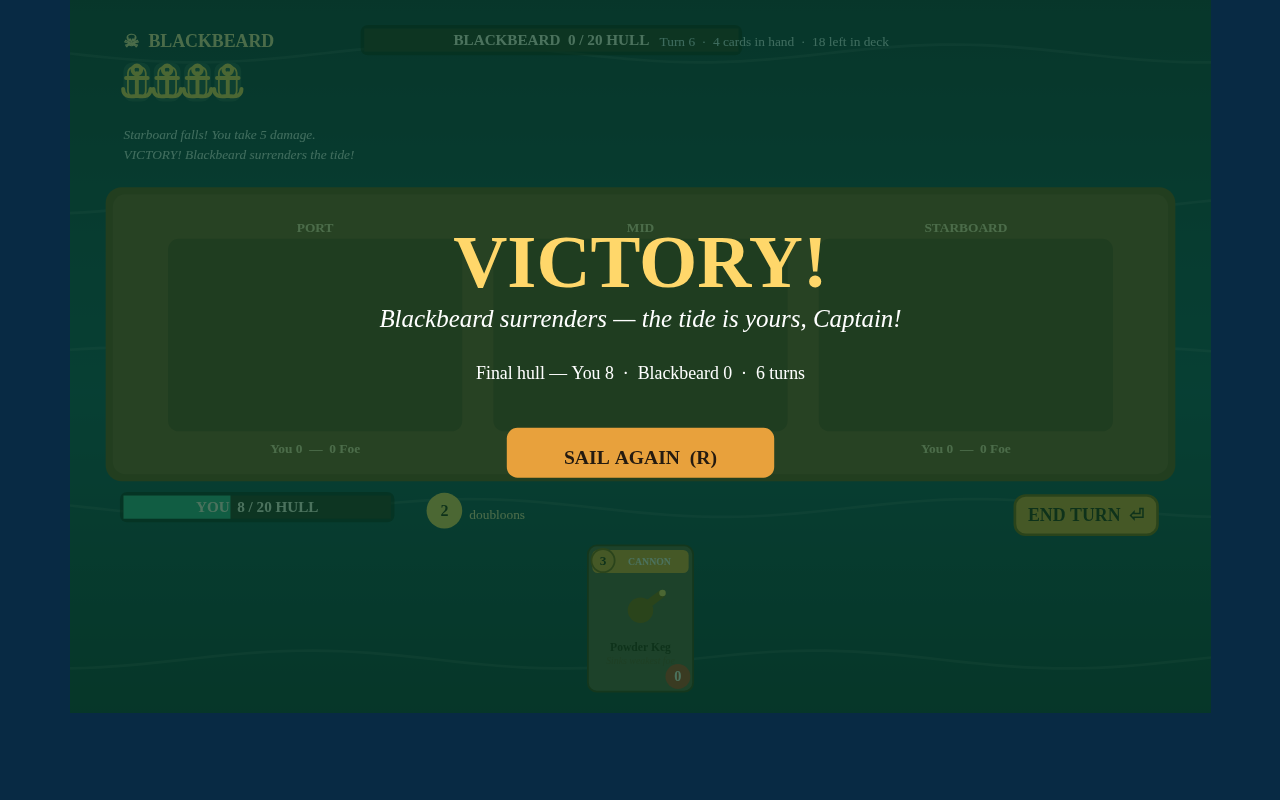 ☠ BLACKBEARD
BLACKBEARD 0 / 20 HULL
Turn 6 · 4 cards in hand · 18 left in deck
Starboard falls! You take 5 damage.
VICTORY! Blackbeard surrenders the tide!
PORT
MID
STARBOARD
VICTORY!
Blackbeard surrenders — the tide is yours, Captain!
Final hull — You 8 · Blackbeard 0 · 6 turns
You 0 — 0 Foe
SAIL AGAIN (R)
You 0 — 0 Foe
YOU 8 / 20 HULL
2
doubloons
END TURN ⏎
3
CANNON
Powder Keg
0